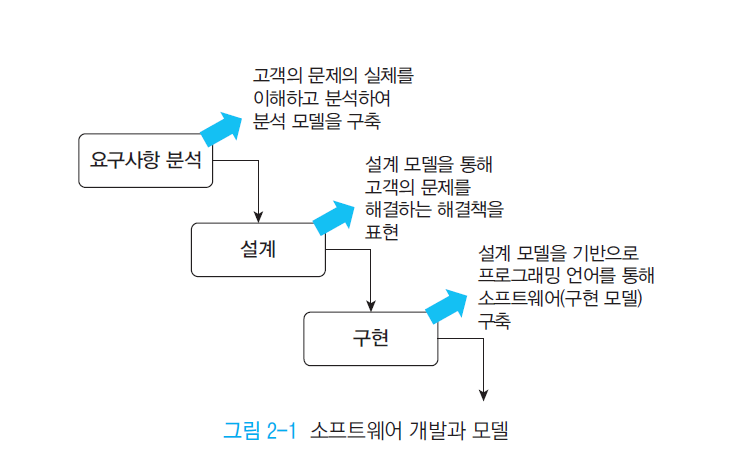 고객의 문제의 실체를
이해하고 분석하여
분석 모델을 구축
요구사항 분석
설계 모델을 통해
고객의 문제를
해결하는 해결책을
표현
설계
설계 모델을 기반으로
프로그래밍 언어를 통해
소프트웨어(구현 모델)
구축
구현
그림 2-1 소프트웨어 개발과 모델